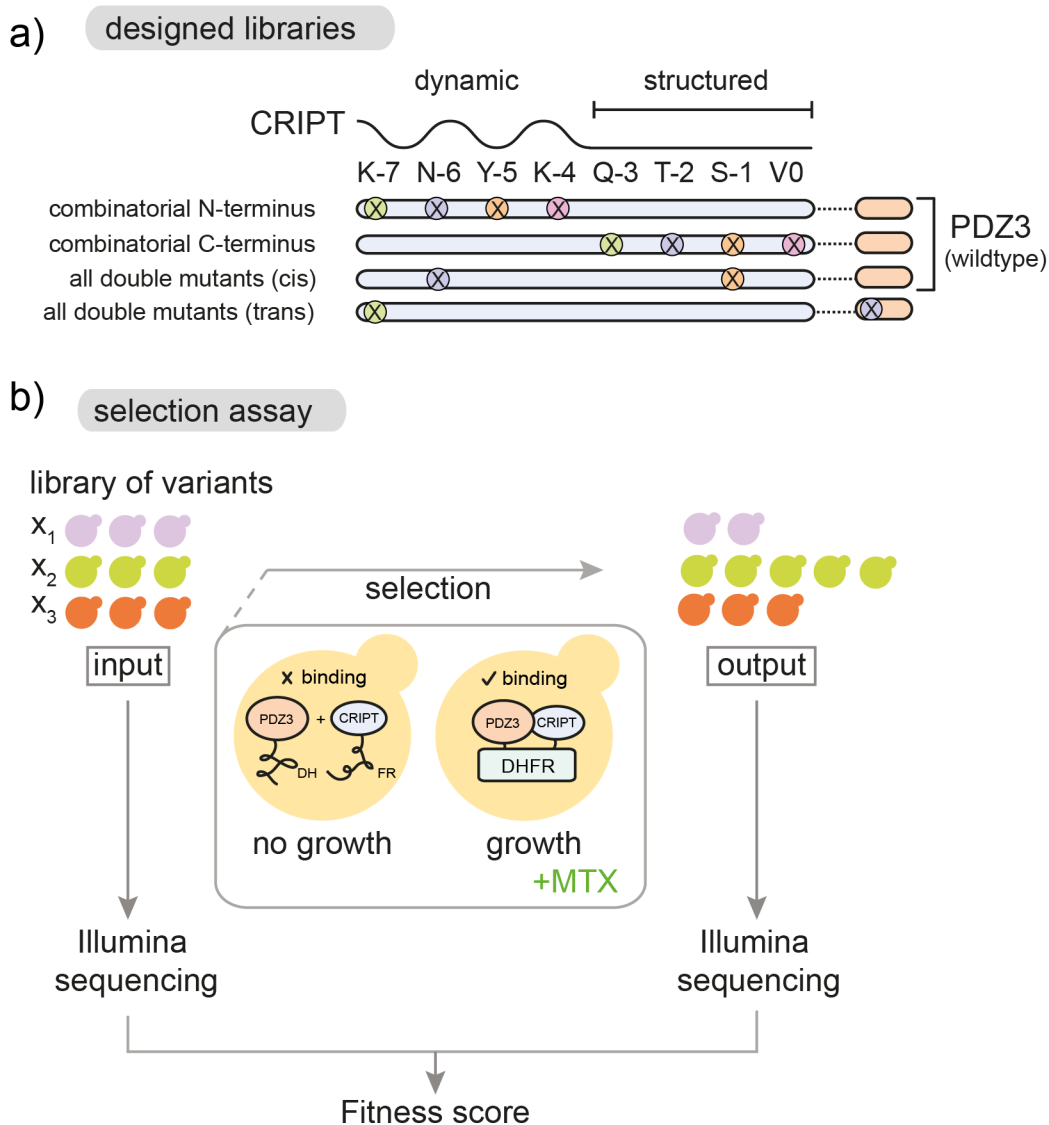 a)
designed libraries
dynamic
structured
CRIPT
K-7 N-6 Y-5 K-4 Q-3 T-2 S-1 V0
combinatorial N-terminus
X X X X
combinatorial C-terminus
X X X X
all double mutants (cis)
X X
all double mutants (trans)
X X
PDZ3
(wildtype)
b)
selection assay
library of variants
x1
x2
x3
input
selection
output
✗ binding
PDZ3 + CRIPT
DH FR
no growth
✓ binding
PDZ3 CRIPT
DHFR
growth
+MTX
Illumina
sequencing
Illumina
sequencing
Fitness score